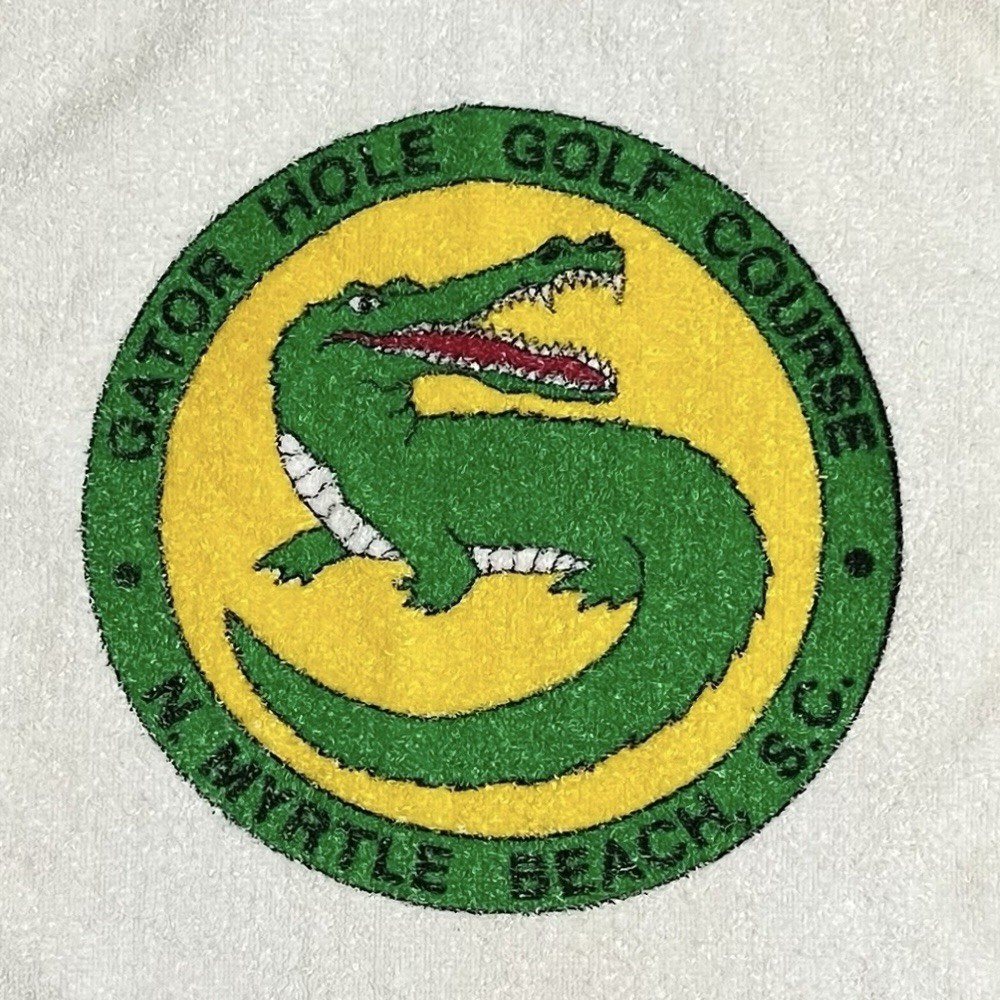 GATOR HOLE GOLF COURSE
N. MYRTLE BEACH, S.C.